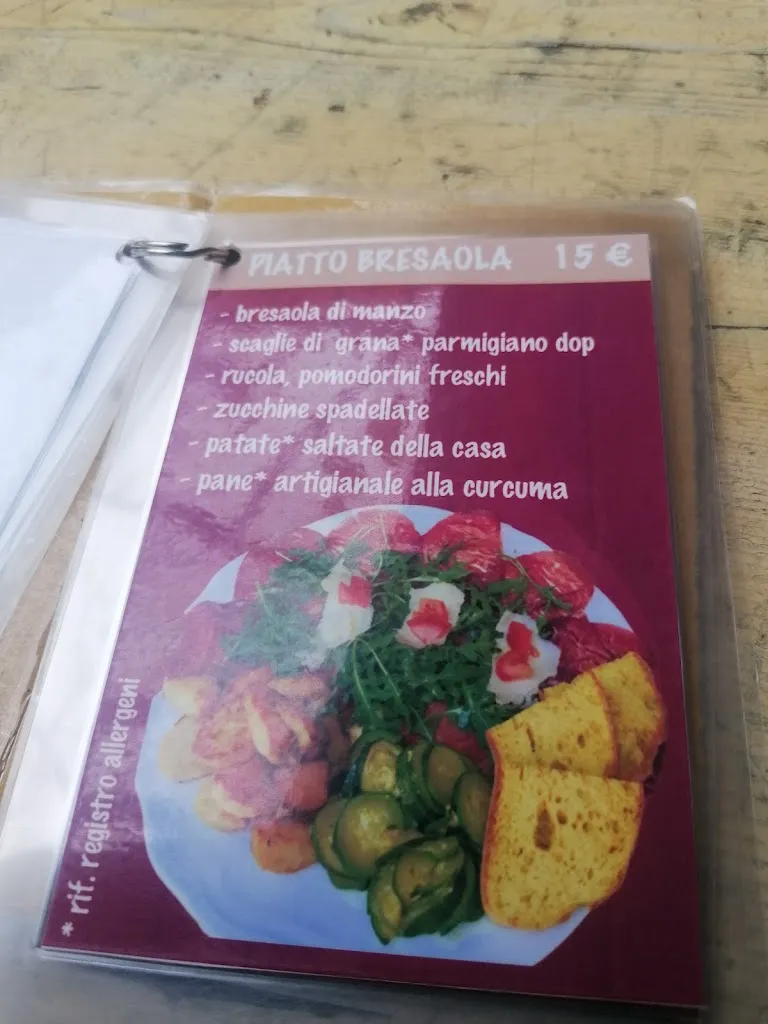 PIATTO BRESAOLA 15 €
- bresaola di manzo
- scaglie di grana* parmigiano dop
- rucola, pomodorini freschi
- zucchine spadellate
- patate* saltate della casa
- pane* artigianale alla curcuma
* rif. registro allergeni